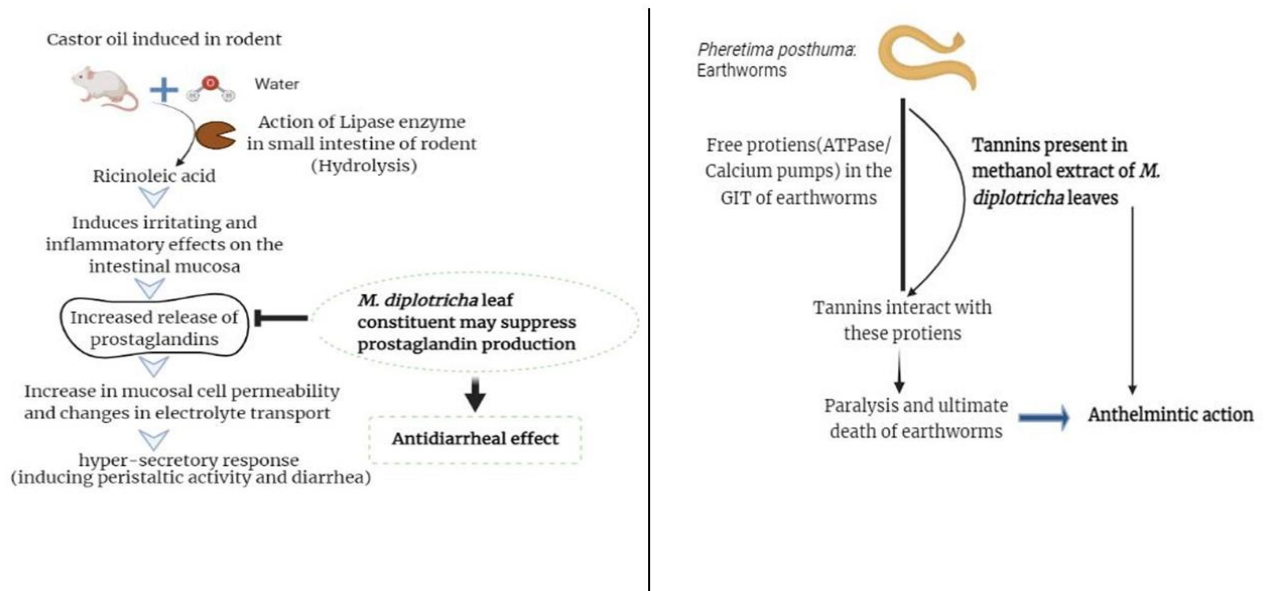 Castor oil induced in rodent
Water
O
H
H
Action of Lipase enzyme
in small intestine of rodent
(Hydrolysis)
Ricinoleic acid
Induces irritating and
inflammatory effects on the
intestinal mucosa
Increased release of
prostaglandins
M. diplotricha leaf
constituent may suppress
prostaglandin production
Increase in mucosal cell permeability
and changes in electrolyte transport
Antidiarrheal effect
hyper-secretory response
(inducing peristaltic activity and diarrhea)
Pheretima posthuma:
Earthworms
Free protiens(ATPase/
Calcium pumps) in the
GIT of earthworms
Tannins present in
methanol extract of M.
diplotricha leaves
Tannins interact with
these protiens
Paralysis and ultimate
death of earthworms
Anthelmintic action